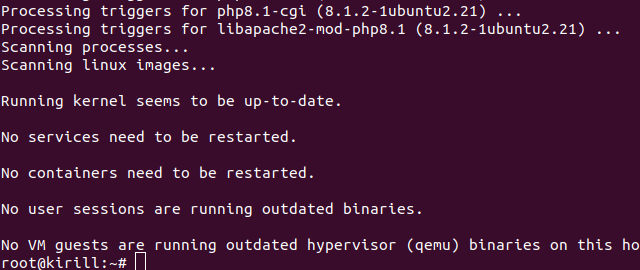 Processing triggers for php8.1-cgi (8.1.2-1ubuntu2.21) ...
Processing triggers for libapache2-mod-php8.1 (8.1.2-1ubuntu2.21) ...
Scanning processes...
Scanning linux images...
Running kernel seems to be up-to-date.
No services need to be restarted.
No containers need to be restarted.
No user sessions are running outdated binaries.
No VM guests are running outdated hypervisor (qemu) binaries on this ho
root@kirill:~#